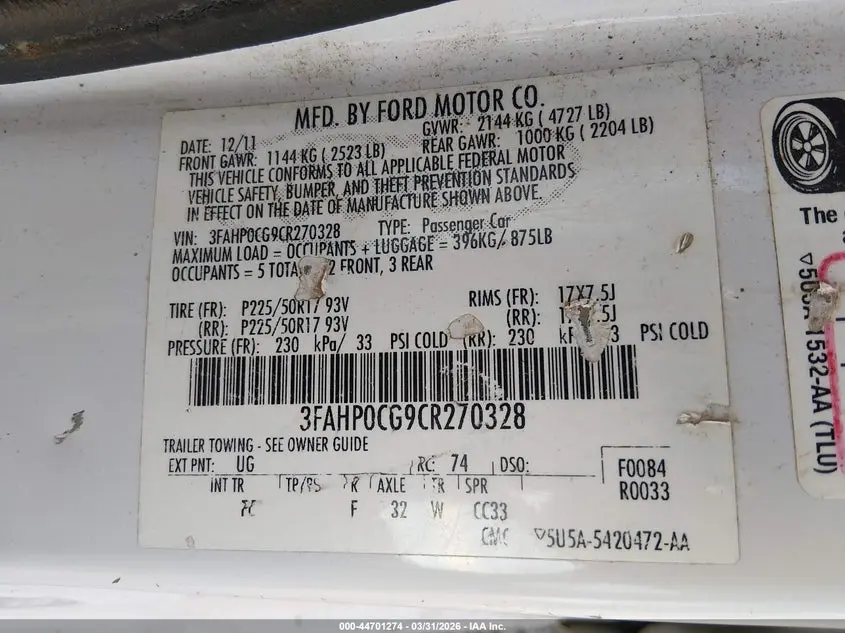 MFD. BY FORD MOTOR CO.
DATE: 12/11
GVWR: 2144 KG ( 4727 LB)
FRONT GAWR: 1144 KG ( 2523 LB)
REAR GAWR: 1000 KG ( 2204 LB)
THIS VEHICLE CONFORMS TO ALL APPLICABLE FEDERAL MOTOR
VEHICLE SAFETY, BUMPER, AND THEFT PREVENTION STANDARDS
IN EFFECT ON THE DATE OF MANUFACTURE SHOWN ABOVE.
VIN: 3FAHP0CG9CR270328 TYPE: Passenger Car
MAXIMUM LOAD = OCCUPANTS + LUGGAGE = 396KG/ 875LB
OCCUPANTS = 5 TOTAL, 2 FRONT, 3 REAR
TIRE (FR): P225/50R17 93V RIMS (FR): 17X7.5J
(RR): P225/50R17 93V (RR):
PRESSURE (FR): 230 kPa/ 33 PSI COLD (RR): 230 PSI COLD
3FAHP0CG9CR270328
TRAILER TOWING - SEE OWNER GUIDE
EXT PNT: UG RC: 74 DSO:
F0084
R0033
INT TR TP/PS R AXLE TR SPR
F 32 W CC33
CMC ▽5U5A-5420472-AA
The
▽5U5A-1532-AA (TLU)
000-44701274 - 03/31/2026 - IAA Inc.